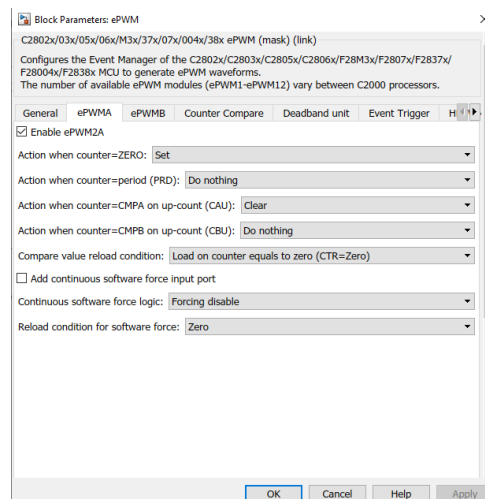 Block Parameters: ePWM
C2802x/03x/05x/06x/M3x/37x/07x/004x/38x ePWM (mask) (link)
Configures the Event Manager of the C2802x/C2803x/C2805x/C2806x/F28M3x/F2807x/F2837x/
F28004x/F2838x MCU to generate ePWM waveforms.
The number of available ePWM modules (ePWM1-ePWM12) vary between C2000 processors.
General ePWMA ePWMB Counter Compare Deadband unit Event Trigger
Enable ePWM2A
Action when counter=ZERO: Set
Action when counter=period (PRD): Do nothing
Action when counter=CMPA on up-count (CAU): Clear
Action when counter=CMPB on up-count (CBU): Do nothing
Compare value reload condition: Load on counter equals to zero (CTR=Zero)
Add continuous software force input port
Continuous software force logic: Forcing disable
Reload condition for software force: Zero
OK Cancel Help Apply